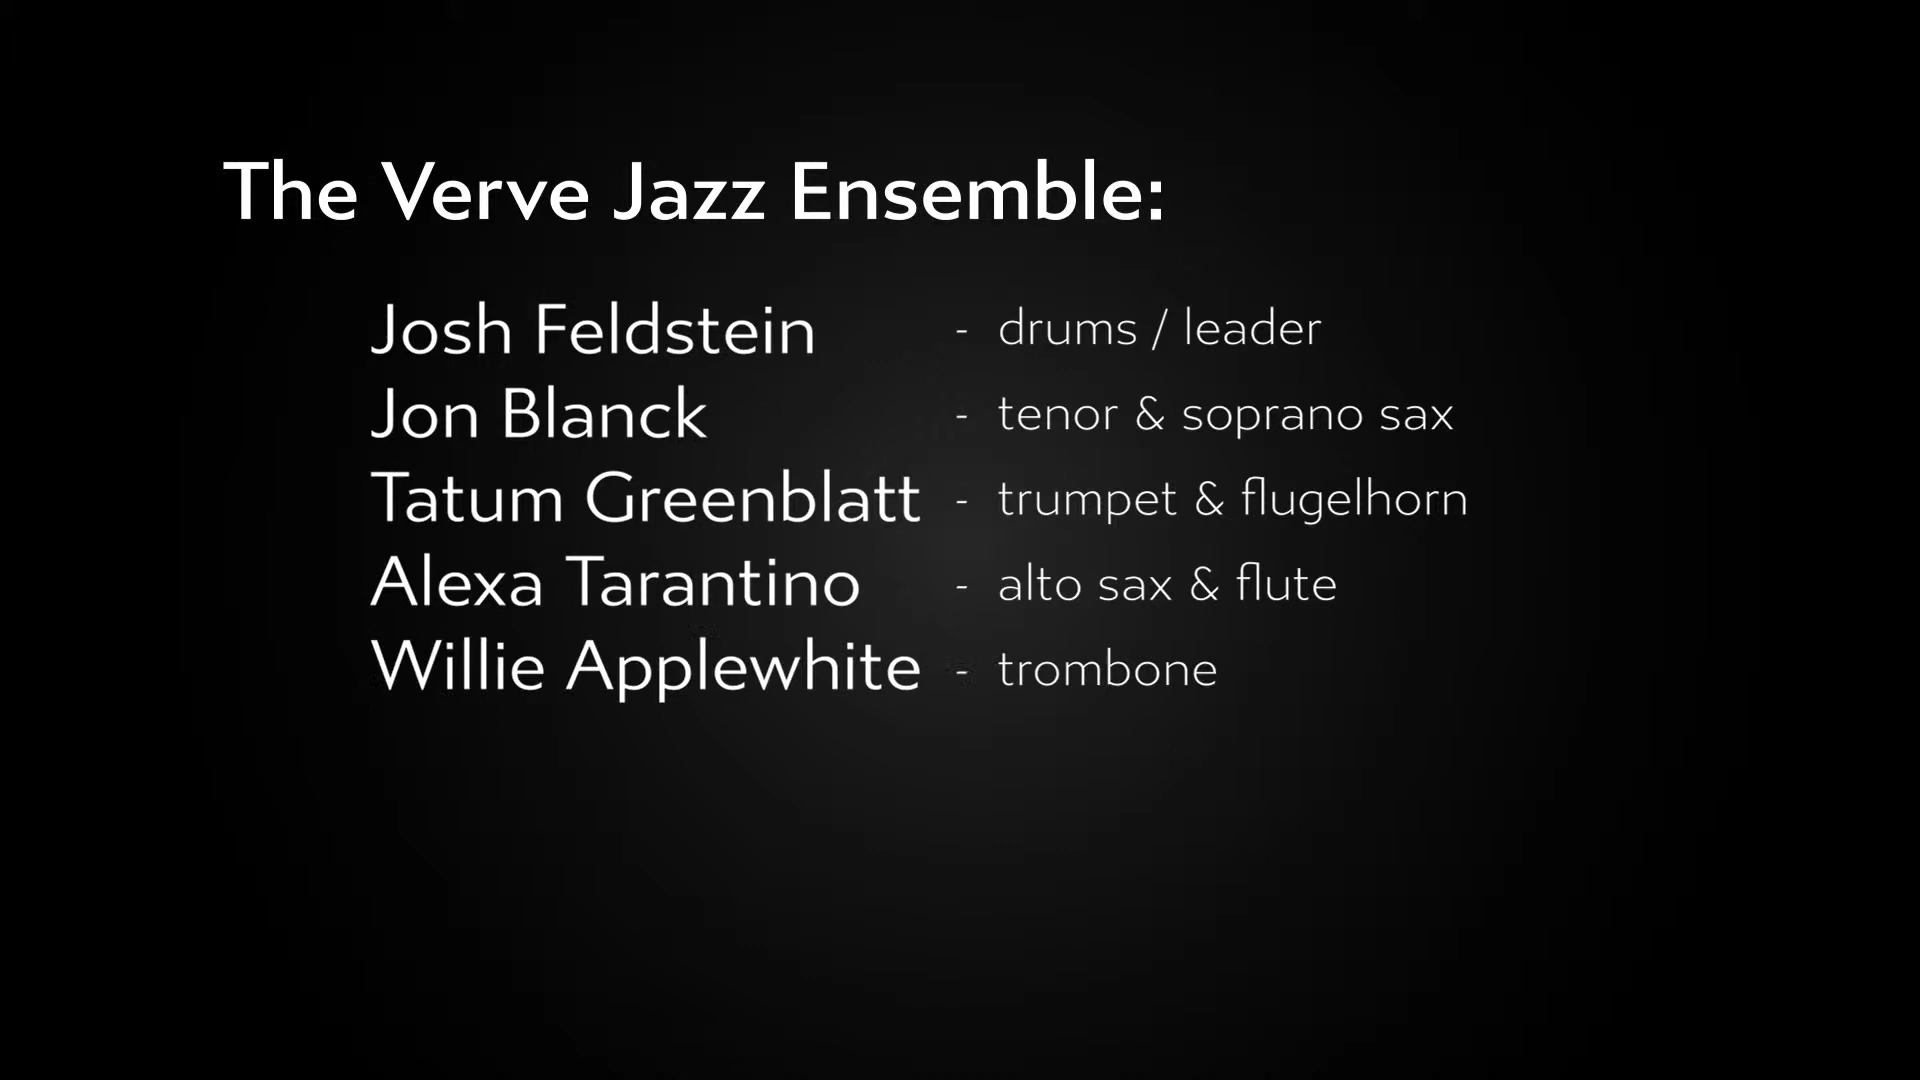 The Verve Jazz Ensemble:
Josh Feldstein - drums / leader
Jon Blanck - tenor & soprano sax
Tatum Greenblatt - trumpet & flugelhorn
Alexa Tarantino - alto sax & flute
Willie Applewhite - trombone